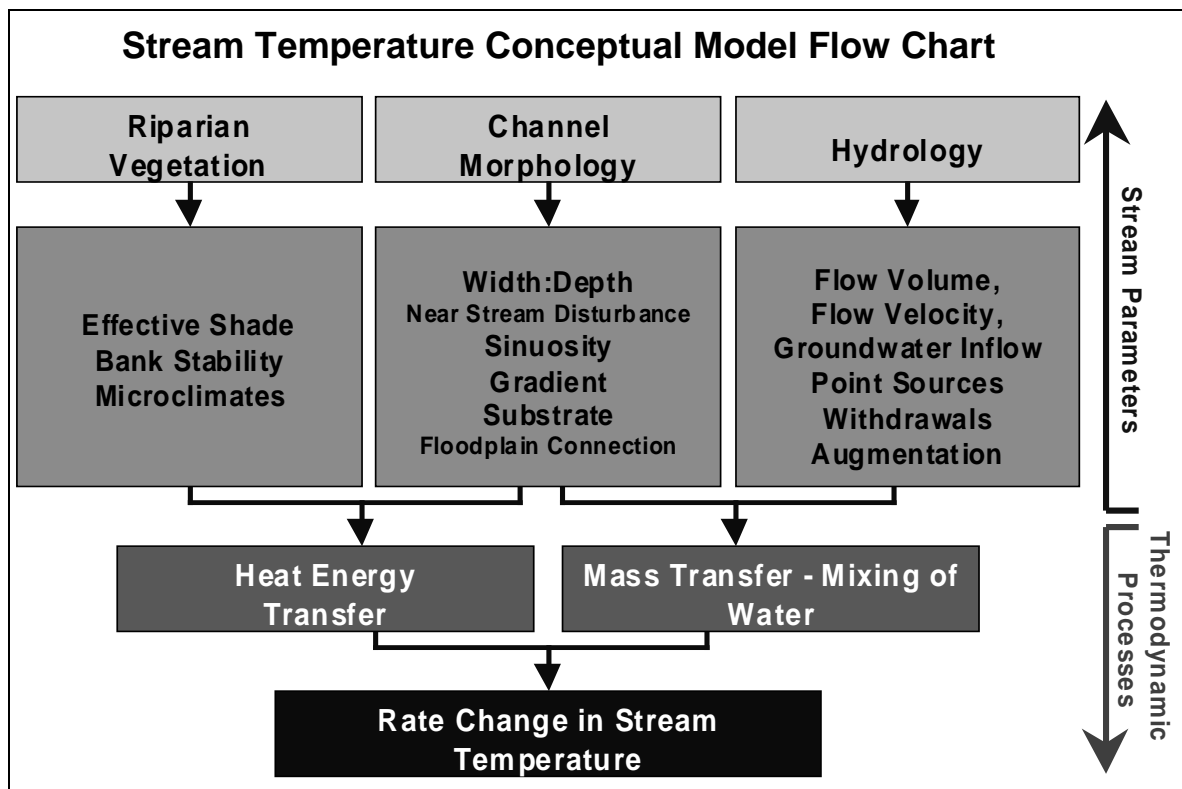 Stream Temperature Conceptual Model Flow Chart
Riparian
Vegetation
Channel
Morphology
Hydrology
Effective Shade
Bank Stability
Microclimates
Width:Depth
Near Stream Disturbance
Sinuosity
Gradient
Substrate
Floodplain Connection
Flow Volume,
Flow Velocity,
Groundwater Inflow
Point Sources
Withdrawals
Augmentation
Stream Parameters
Heat Energy
Transfer
Mass Transfer - Mixing of
Water
Thermodynamic
Processes
Rate Change in Stream
Temperature